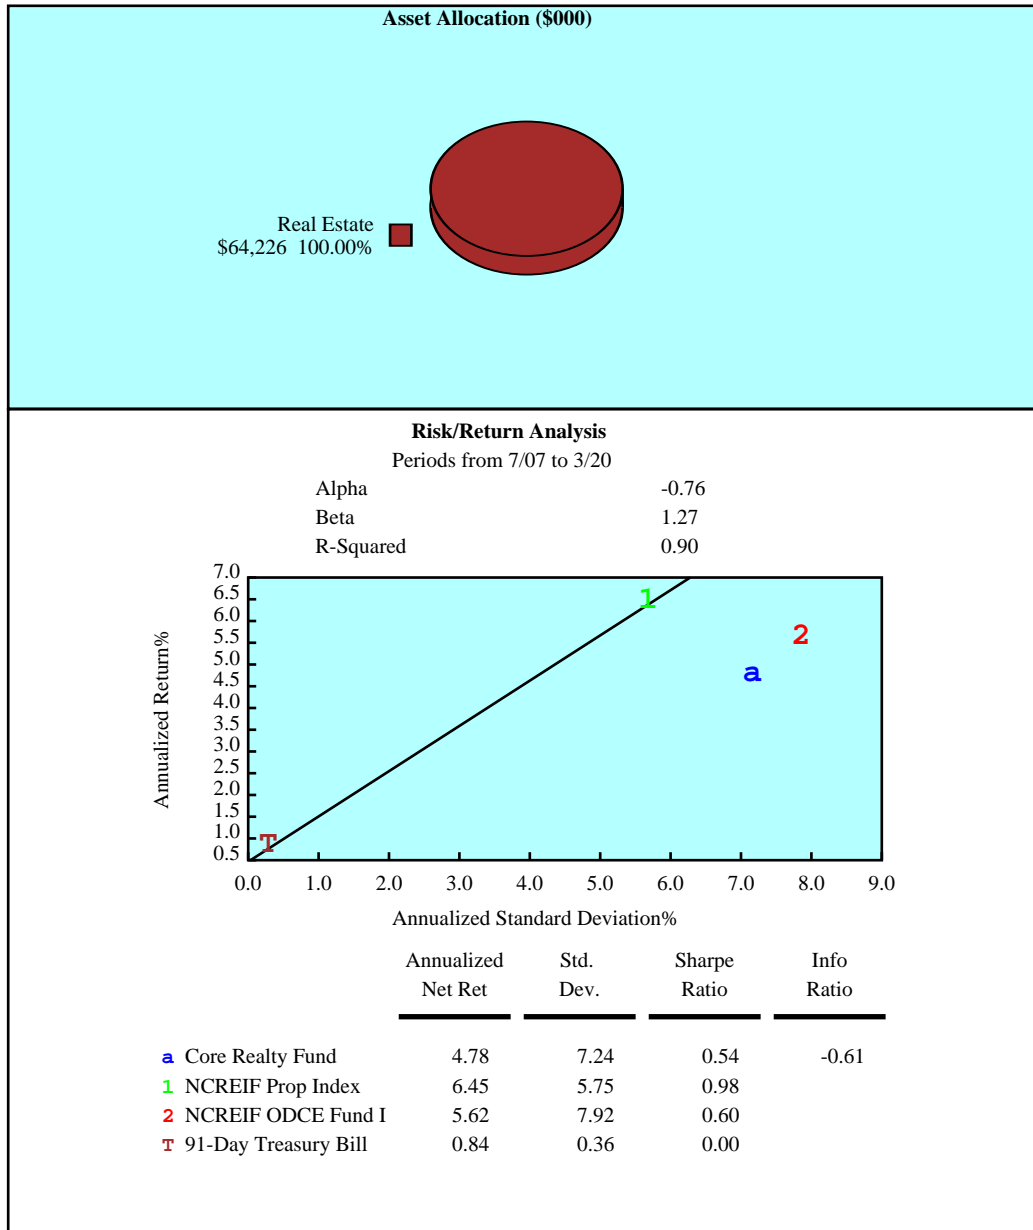 Asset Allocation ($000)
Real Estate
$64,226 100.00%
Risk/Return Analysis
Periods from 7/07 to 3/20
Alpha -0.76
Beta 1.27
R-Squared 0.90
7.0
6.5
6.0
5.5
5.0
4.5
4.0
3.5
3.0
2.5
2.0
1.5
1.0
0.5
Annualized Return%
1
2
a
T
0.0 1.0 2.0 3.0 4.0 5.0 6.0 7.0 8.0 9.0
Annualized Standard Deviation%
Annualized Std. Sharpe Info
Net Ret Dev. Ratio Ratio
a Core Realty Fund 4.78 7.24 0.54 -0.61
1 NCREIF Prop Index 6.45 5.75 0.98
2 NCREIF ODCE Fund I 5.62 7.92 0.60
T 91-Day Treasury Bill 0.84 0.36 0.00